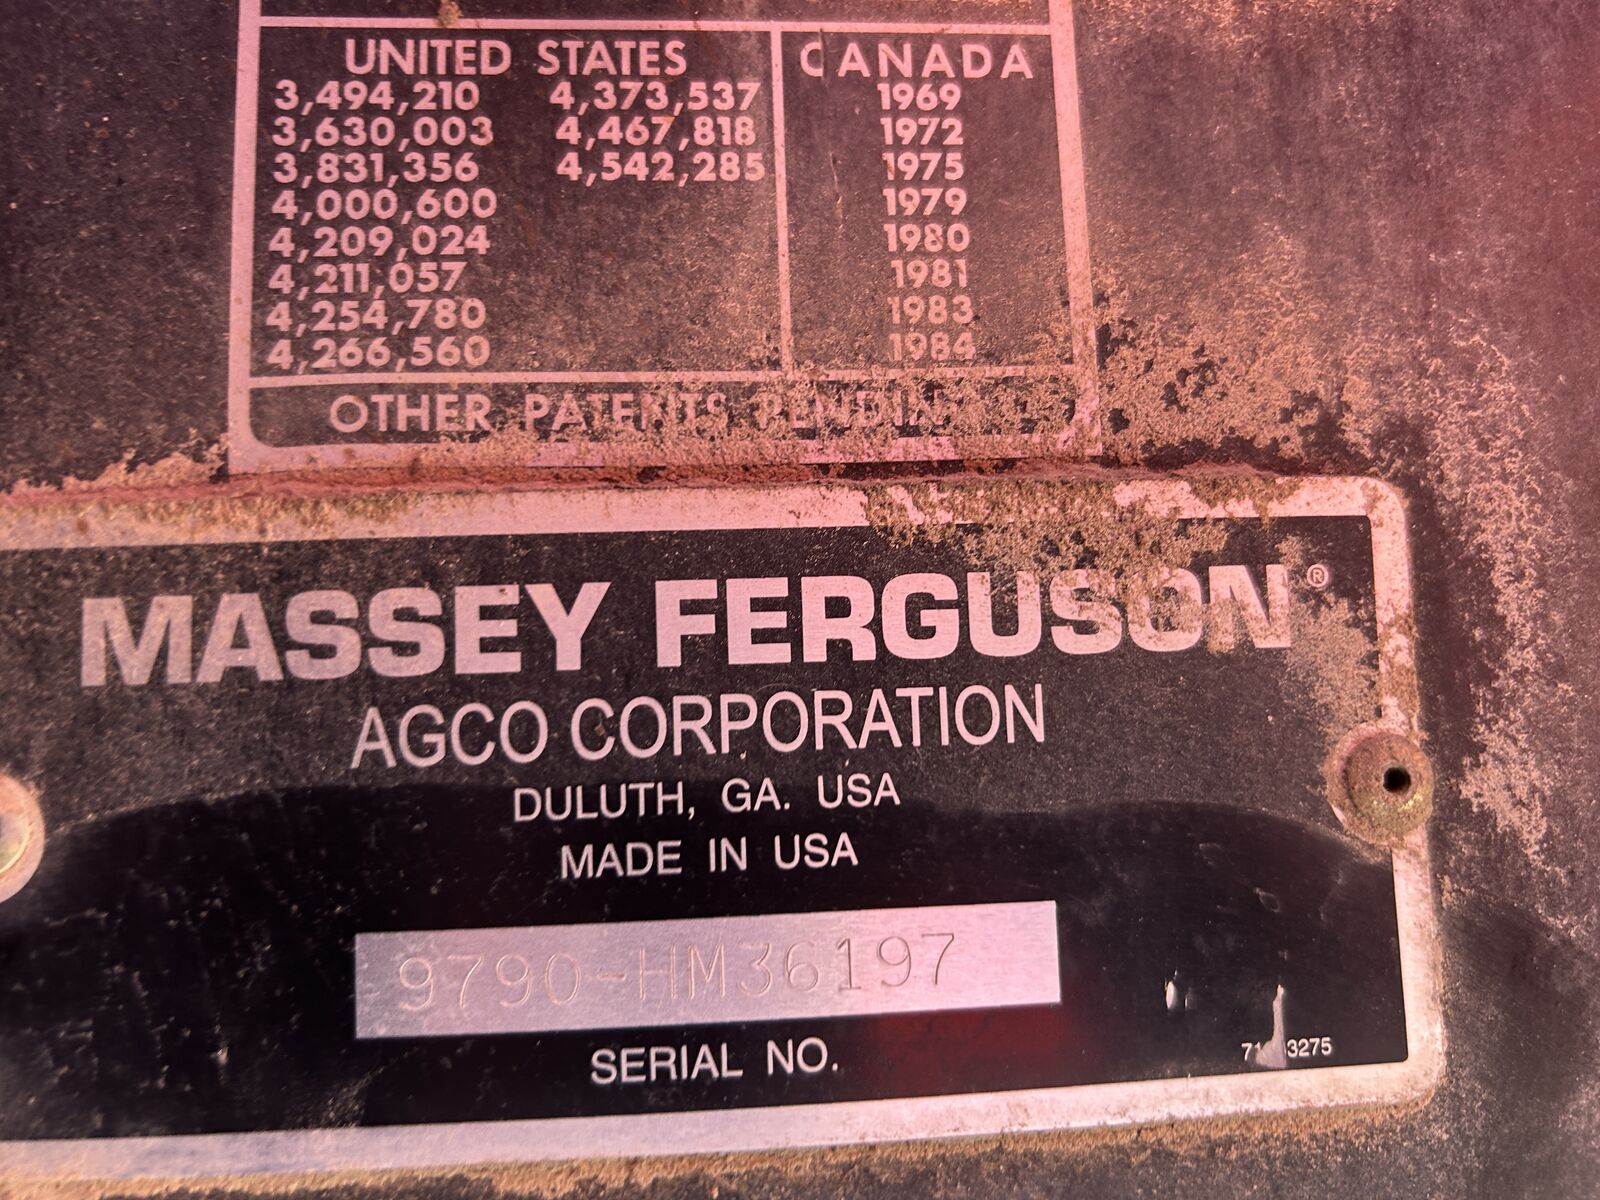 UNITED STATES CANADA
3,494,210 4,373,537 1969
3,630,003 4,467,818 1972
3,831,356 4,542,285 1975
4,000,600 1979
4,209,024 1980
4,211,057 1981
4,254,780 1983
4,266,560 1984
OTHER PATENTS PENDING
MASSEY FERGUSON®
AGCO CORPORATION
DULUTH, GA. USA
MADE IN USA
9790-HM36197
SERIAL NO.